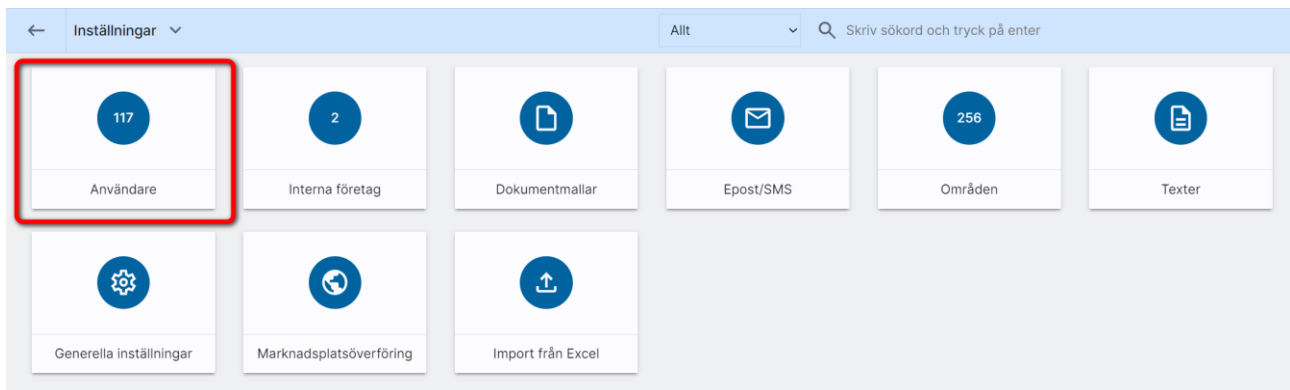 Inställningar
Allt
Skriv sökord och tryck på enter
117
2
256
Användare
Interna företag
Dokumentmallar
Epost/SMS
Områden
Texter
Generella inställningar
Marknadsplatsöverföring
Import från Excel